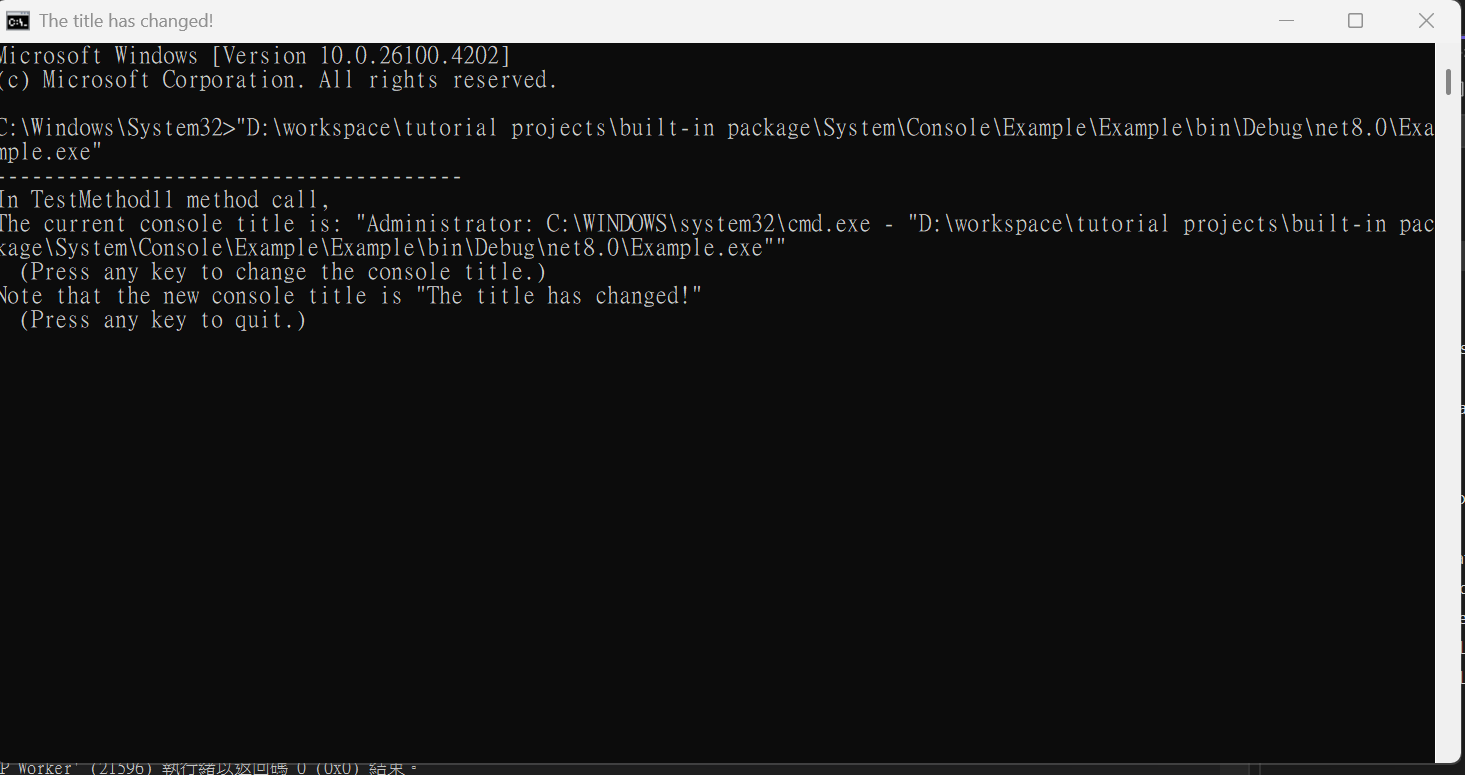 The title has changed!
Microsoft Windows [Version 10.0.26100.4202]
(c) Microsoft Corporation. All rights reserved.
C:\Windows\System32>"D:\workspace\tutorial projects\built-in package\System\Console\Example\Example\bin\Debug\net8.0\Exa
mple.exe"
---------------------------------------
In TestMethodll method call,
The current console title is: "Administrator: C:\WINDOWS\system32\cmd.exe - "D:\workspace\tutorial projects\built-in pac
kage\System\Console\Example\Example\bin\Debug\net8.0\Example.exe""
  (Press any key to change the console title.)
Note that the new console title is "The title has changed!"
  (Press any key to quit.)
P Worker' (21596) 執行緒以返回碼 0 (0x0) 結束。